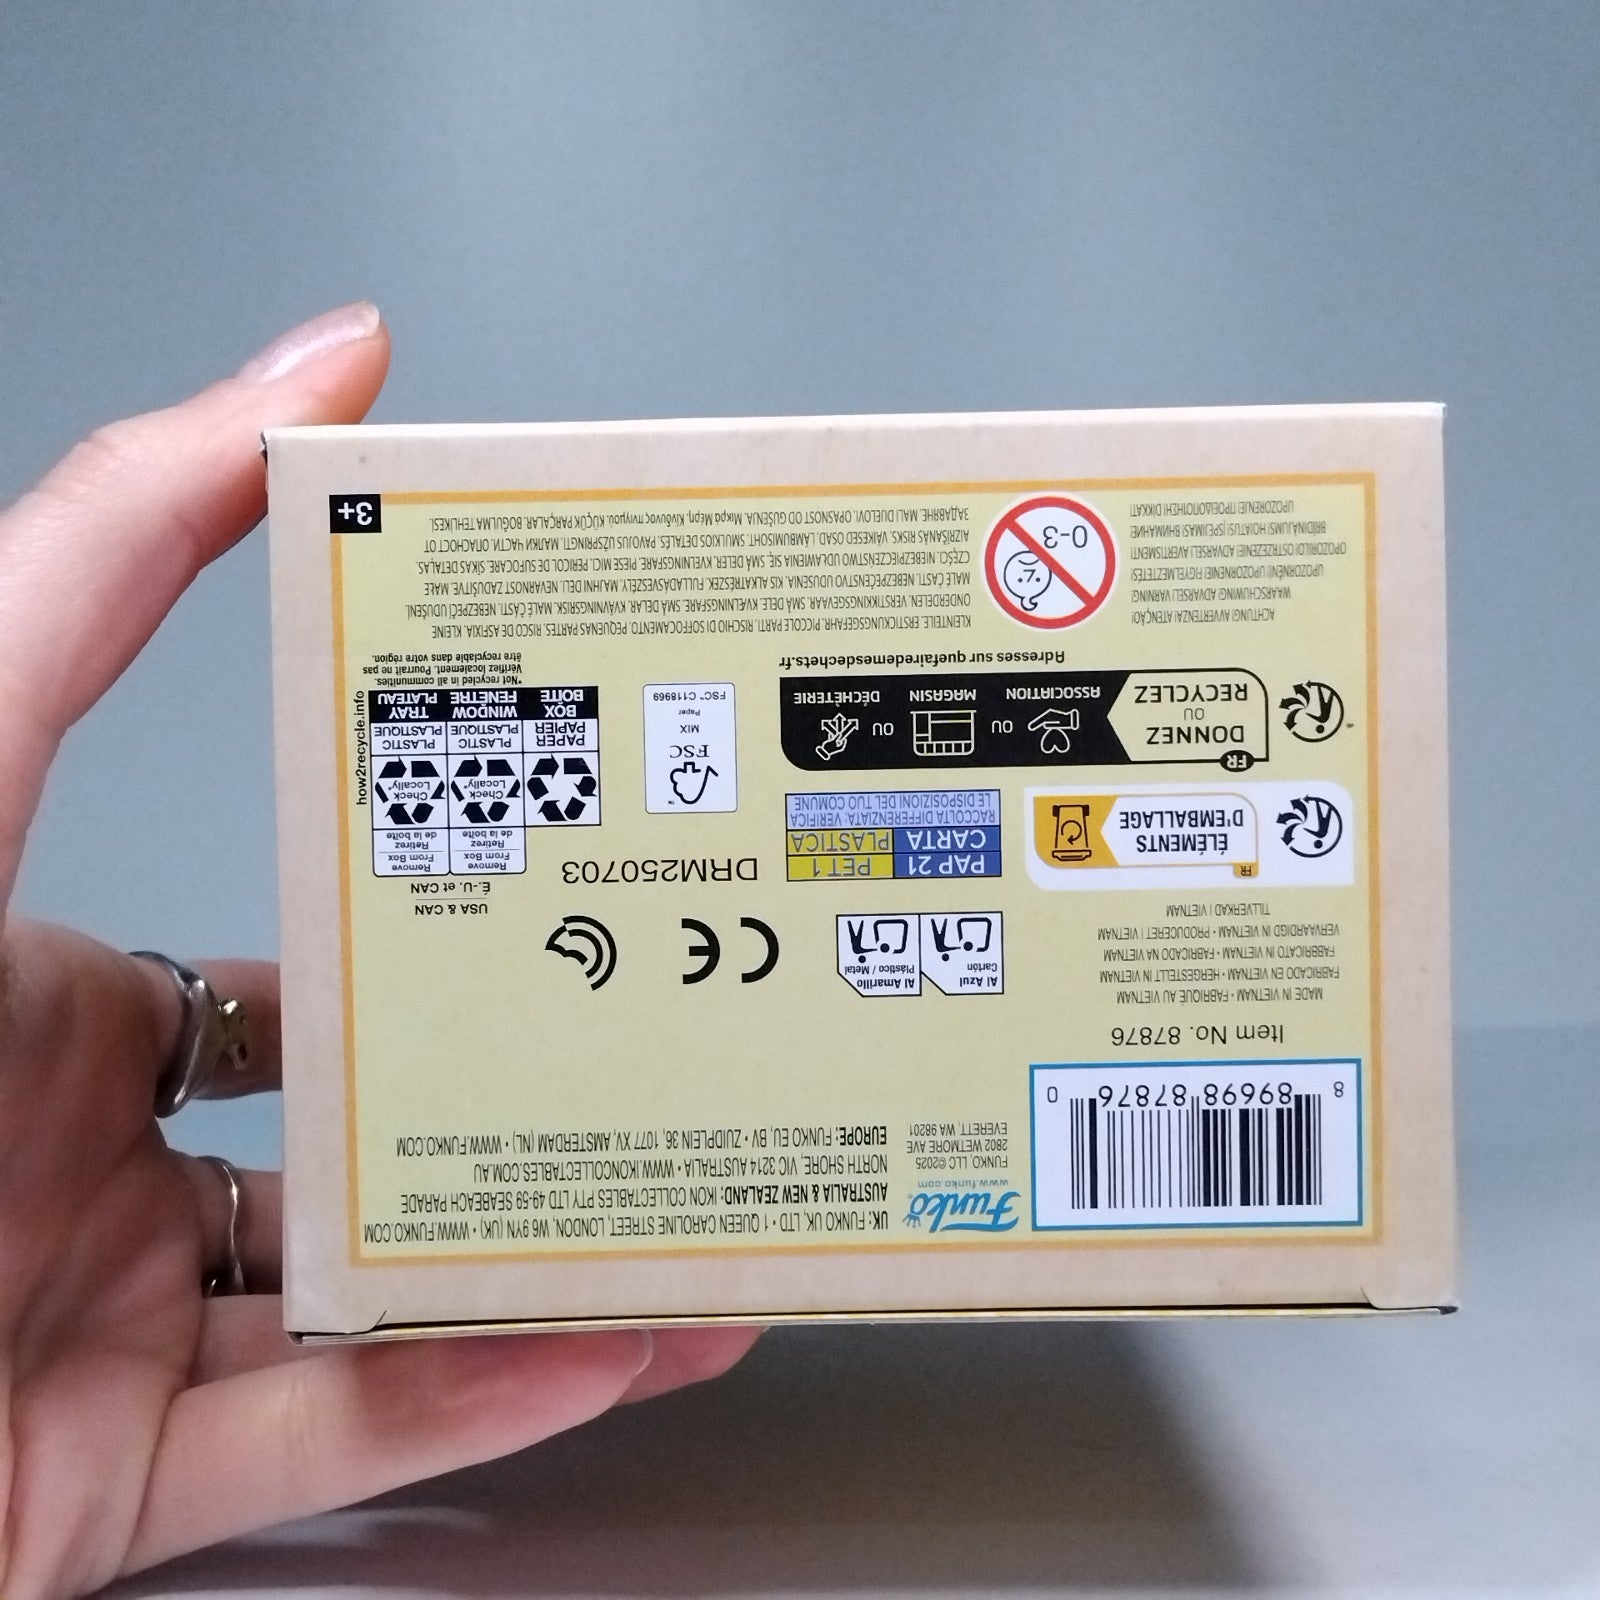 UK: FUNKO UK, LTD • 1 QUEEN CAROLINE STREET, LONDON, W6 9YN (UK) • WWW.FUNKO.COM
AUSTRALIA & NEW ZEALAND: IKON COLLECTABLES PTY LTD 49-59 SEABEACH PARADE
NORTH SHORE, VIC 3214 AUSTRALIA • WWW.IKONCOLLECTABLES.COM.AU
EUROPE: FUNKO EU, BV • ZUIDPLEIN 36, 1077 XV, AMSTERDAM (NL) • WWW.FUNKO.COM
Funko
www.funko.com
FUNKO, LLC ©2025
2802 WETMORE AVE
EVERETT, WA 98201
8 89698 87876 0
Item No. 87876
MADE IN VIETNAM • FABRIQUÉ AU VIETNAM
FABRICADO EN VIETNAM • HERGESTELLT IN VIETNAM
FABBRICATO IN VIETNAM • FABRICADO NA VIETNAM
VERVAARDIGD IN VIETNAM • PRODUCERET I VIETNAM
TILLVERKAD I VIETNAM
Al Azul
Cartón
Al Amarillo
Plástico / Metal
CE
DRM250703
USA & CAN
É.-U. et CAN
Remove
From Box
Retirez
de la boîte
Remove
From Box
Retirez
de la boîte
Check
Locally*
Check
Locally*
PAPER
PAPIER
BOX
BOÎTE
PLASTIC
PLASTIQUE
WINDOW
FENÊTRE
PLASTIC
PLASTIQUE
TRAY
PLATEAU
*Not recycled in all communities.
Vérifiez localement. Pourrait ne pas
être recyclable dans votre région.
how2recycle.info
FR
ÉLÉMENTS
D'EMBALLAGE
PAP 21
PET 1
CARTA
PLASTICA
RACCOLTA DIFFERENZIATA: VERIFICA
LE DISPOSIZIONI DEL TUO COMUNE
™
FSC
MIX
Paper
FSC™ C118969
FR
DONNEZ
OU
RECYCLEZ
ASSOCIATION
OU
MAGASIN
OU
DÉCHÈTERIE
Adresses sur quefairedemesdechets.fr
ACHTUNG! AVVERTENZA! ATENÇÃO!
WAARSCHUWING! ADVARSEL! VARNING!
UPOZORNĚNÍ! UPOZORNENIE! FIGYELMEZTETÉS!
OPOZORILO! OSTRZEŻENIE! ADVARSEL! AVERTISMENT!
BRĪDINĀJUMS! HOIATUS! ĮSPĖJIMAS! ВНИМАНИЕ!
UPOZORENJE! ΠΡΟΕΙΔΟΠΟΙΗΣΗ! DIKKAT!
0-3
KLEINTEILE. ERSTICKUNGSGEFAHR. PICCOLE PARTI. RISCHIO DI SOFFOCAMENTO. PEQUENAS PARTES. RISCO DE ASFIXIA. KLEINE
ONDERDELEN. VERSTIKKINGSGEVAAR. SMÅ DELE. KVÆLNINGSFARE. SMÅ DELAR. KVÄVNINGSRISK. MALÉ ČÁSTI. NEBEZPEČÍ UDUŠENÍ.
MALÉ ČASTI. NEBEZPEČENSTVO UDUSENIA. KIS ALKATRÉSZEK. FULLADÁSVESZÉLY. MAJHNI DELI. NEVARNOST ZADUŠITVE. MAŁE
CZĘŚCI. NIEBEZPIECZEŃSTWO UDŁAWIENIA SIĘ. SMÅ DELER. KVELNINGSFARE. PIESE MICI. PERICOL DE SUFOCARE. SĪKAS DETAĻAS.
AIZRĪŠANĀS RISKS. VÄIKESED OSAD. LÄMBUMISOHT. SMULKIOS DETALĖS. PAVOJUS UŽSPRINGTI. МАЛКИ ЧАСТИ. ОПАСНОСТ ОТ
ЗАДАВЯНЕ. MALI DIJELOVI. OPASNOST OD GUŠENJA. Μικρά Μέρη. Κίνδυνος πνιγμού. KÜÇÜK PARÇALAR. BOĞULMA TEHLİKESİ.
3+